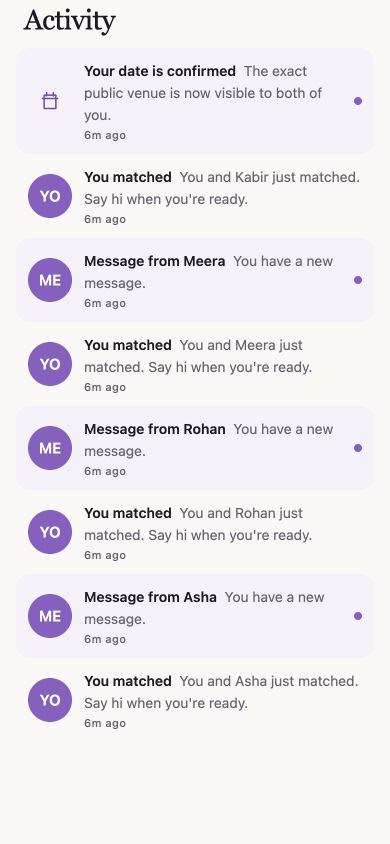 Activity
Your date is confirmed The exact
public venue is now visible to both of
you.
6m ago
YO
You matched You and Kabir just matched.
Say hi when you're ready.
6m ago
ME
Message from Meera You have a new
message.
6m ago
YO
You matched You and Meera just
matched. Say hi when you're ready.
6m ago
ME
Message from Rohan You have a new
message.
6m ago
YO
You matched You and Rohan just
matched. Say hi when you're ready.
6m ago
ME
Message from Asha You have a new
message.
6m ago
YO
You matched You and Asha just matched.
Say hi when you're ready.
6m ago